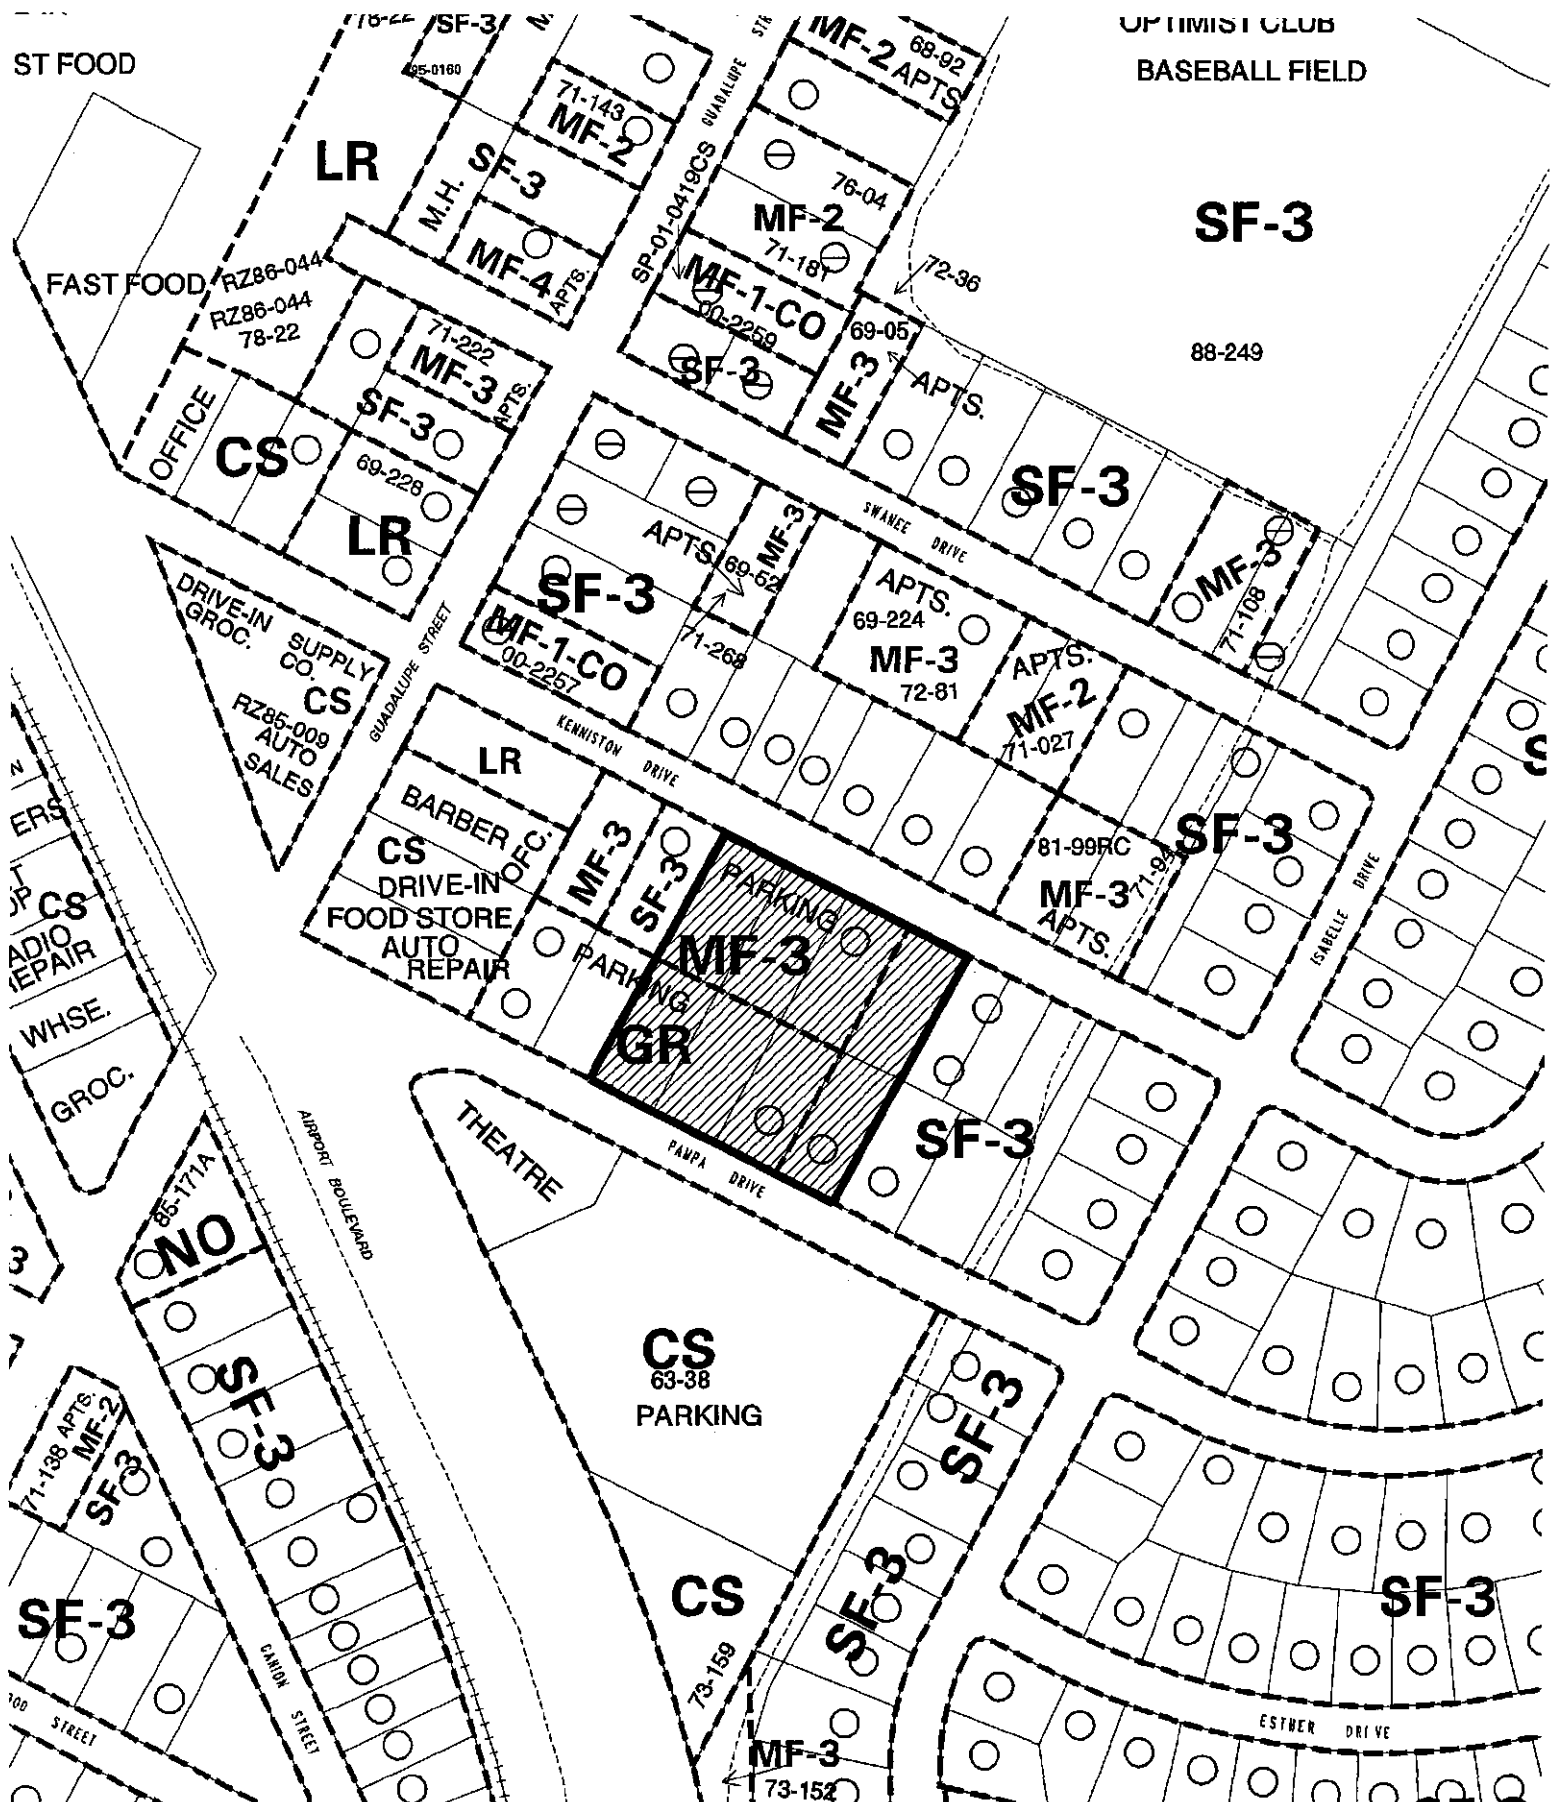 78-22
SF-3
OPTIMIST CLUB
BASEBALL FIELD
ST FOOD
95-0160
MF-2
68-92
APTS.
GUADALUPE
71-143
MF-2
LR
SF-3
M.H.
MF-4
APTS.
SP-01-0419CS
76-04
MF-2
71-181
SF-3
72-36
88-249
FAST FOOD
RZ86-044
RZ86-044
78-22
MF-1-CO
00-2259
SF-3
69-05
MF-3
APTS.
71-222
MF-3
APTS.
SF-3
OFFICE
CS
69-228
LR
SF-3
SWANEE DRIVE
MF-3
71-108
APTS.
69-52
MF-3
SF-3
71-268
MF-1-CO
00-2257
APTS.
69-224
MF-3
72-81
APTS.
MF-2
71-027
DRIVE-IN
GROC.
SUPPLY
CO.
CS
RZ85-009
AUTO
SALES
GUADALUPE STREET
KENNISTON DRIVE
LR
BARBER
OFC.
CS
DRIVE-IN
FOOD STORE
AUTO
REPAIR
MF-3
SF-3
PARKING
MF-3
PARKING
GR
81-99RC
MF-3
APTS.
71-94
SF-3
ISABELLE DRIVE
ERS
CS
ADIO
REPAIR
WHSE.
GROC.
THEATRE
PAMPA DRIVE
SF-3
AIRPORT BOULEVARD
85-171A
NO
3
SF-3
CS
63-38
PARKING
SF-3
71-138 APTS.
MF-2
SF-3
SF-3
CS
73-159
SF-3
SF-3
CANION STREET
STREET
ESTHER DRIVE
MF-3
73-152